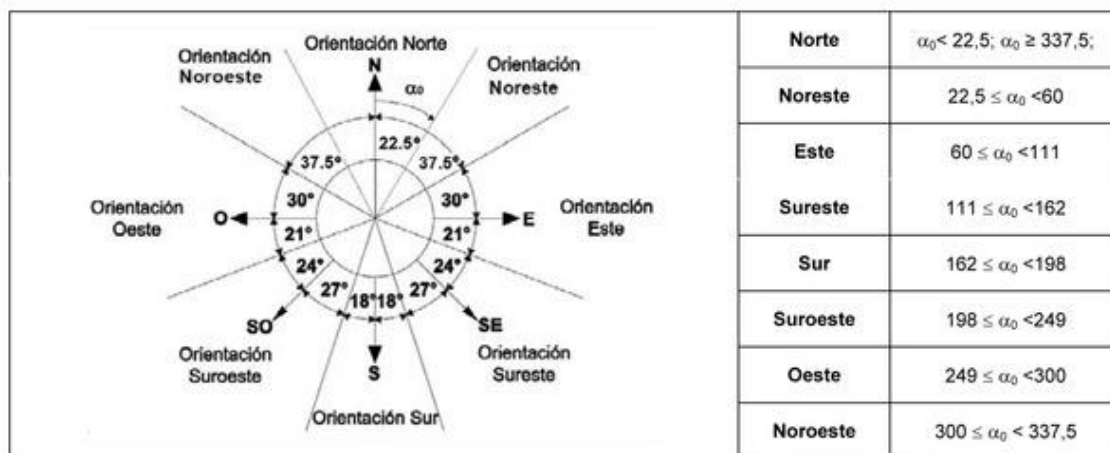 Orientación Norte
N
Orientación
Noroeste
Orientación
Noreste
α₀
22.5°
37.5°
37.5°
30°
30°
Orientación
Oeste
O
E
Orientación
Este
21°
21°
24°
24°
27°
18°
18°
27°
SO
SE
Orientación
Suroeste
S
Orientación
Sureste
Orientación Sur
Norte α₀< 22,5; α₀ ≥ 337,5;
Noreste 22,5 ≤ α₀ <60
Este 60 ≤ α₀ <111
Sureste 111 ≤ α₀ <162
Sur 162 ≤ α₀ <198
Suroeste 198 ≤ α₀ <249
Oeste 249 ≤ α₀ <300
Noroeste 300 ≤ α₀ < 337,5